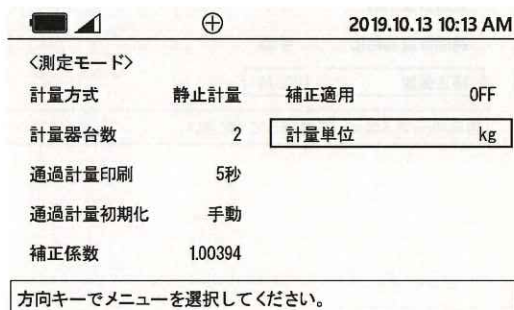 2019.10.13 10:13 AM
〈測定モード〉
計量方式 静止計量 補正適用 OFF
計量器台数 2 計量単位 kg
通過計量印刷 5秒
通過計量初期化 手動
補正係数 1.00394
方向キーでメニューを選択してください。